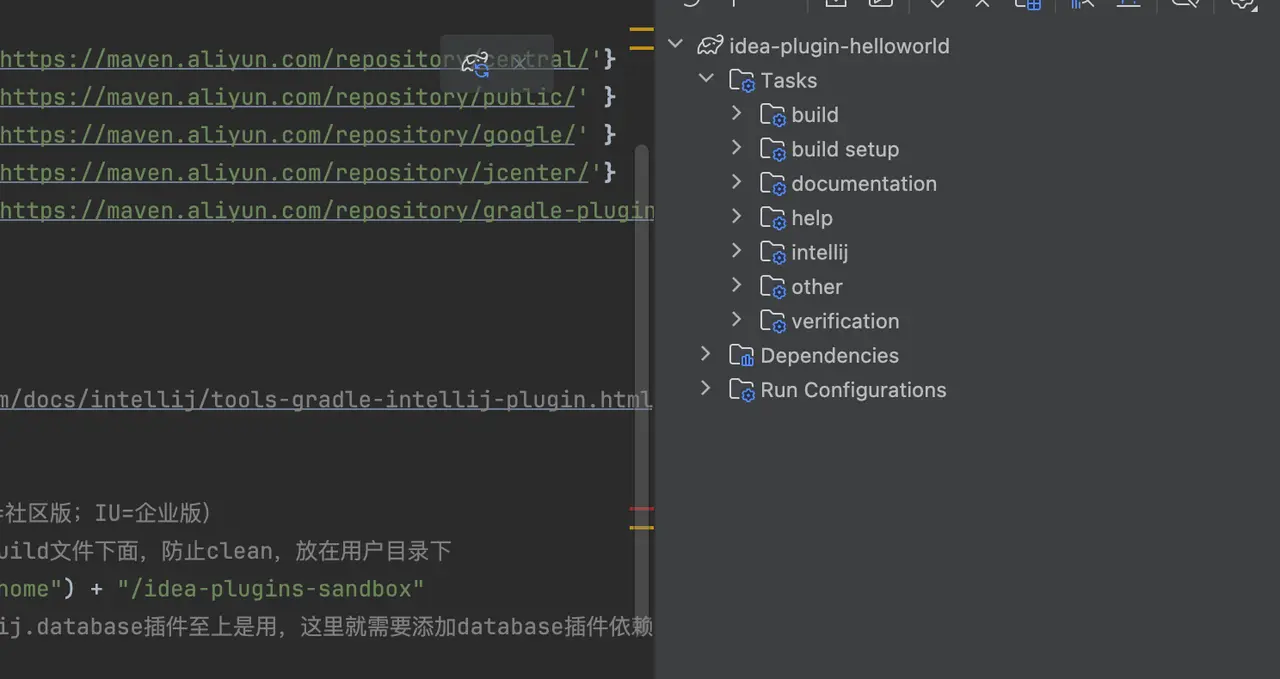 https://maven.aliyun.com/repository/central/'}
https://maven.aliyun.com/repository/public/' }
https://maven.aliyun.com/repository/google/' }
https://maven.aliyun.com/repository/jcenter/'}
https://maven.aliyun.com/repository/gradle-plugin
m/docs/intellij/tools-gradle-intellij-plugin.html
=社区版；IU=企业版）
uild文件下面，防止clean，放在用户目录下
home") + "/idea-plugins-sandbox"
ij.database插件至上是用，这里就需要添加database插件依赖
idea-plugin-helloworld
Tasks
build
build setup
documentation
help
intellij
other
verification
Dependencies
Run Configurations